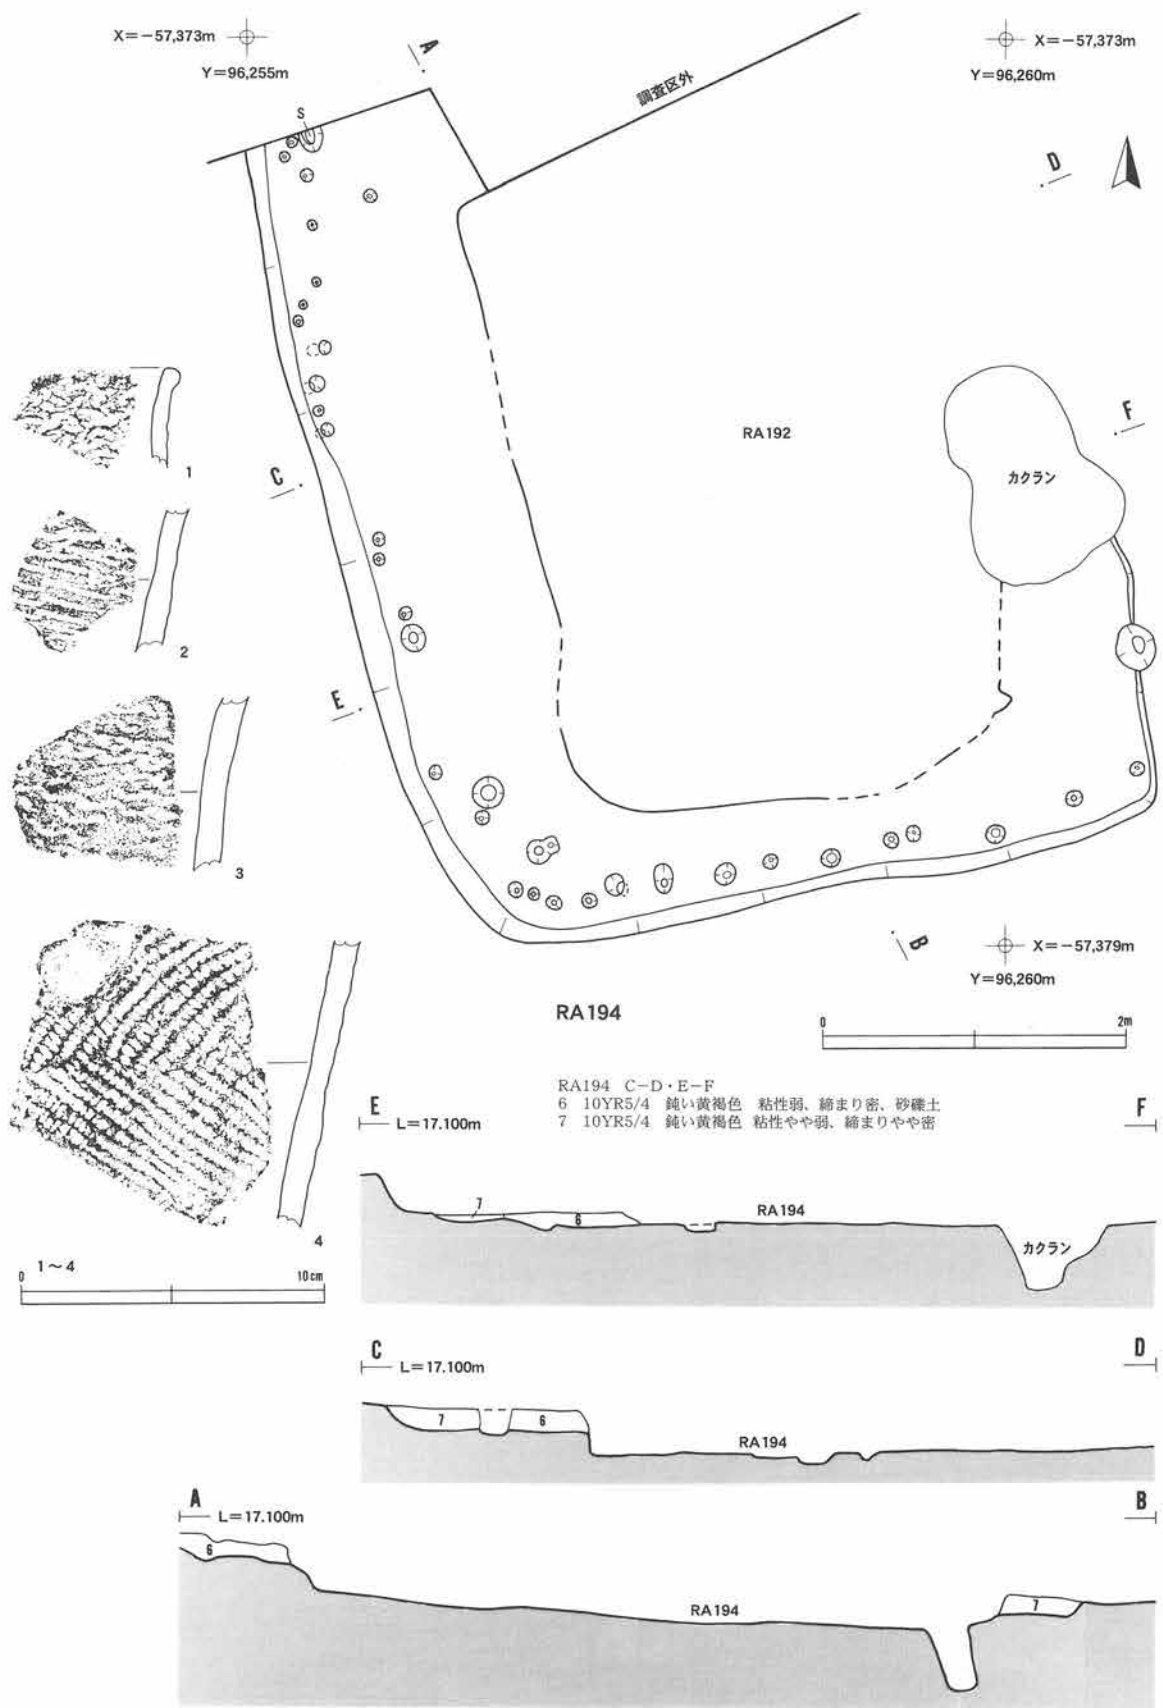 X=-57,373m
Y=96,255m
A
調査区外
X=-57,373m
Y=96,260m
D
S
RA192
F
カクラン
C
1
2
E
3
B
X=-57,379m
Y=96,260m
RA194
0 2m
RA194 C-D・E-F
6 10YR5/4 鈍い黄褐色 粘性弱、締まり密、砂礫土
7 10YR5/4 鈍い黄褐色 粘性やや弱、締まりやや密
4
1～4
0 10cm
E L=17.100m F
7
6
RA194
カクラン
C L=17.100m D
7
6
RA194
A L=17.100m B
6
RA194
7